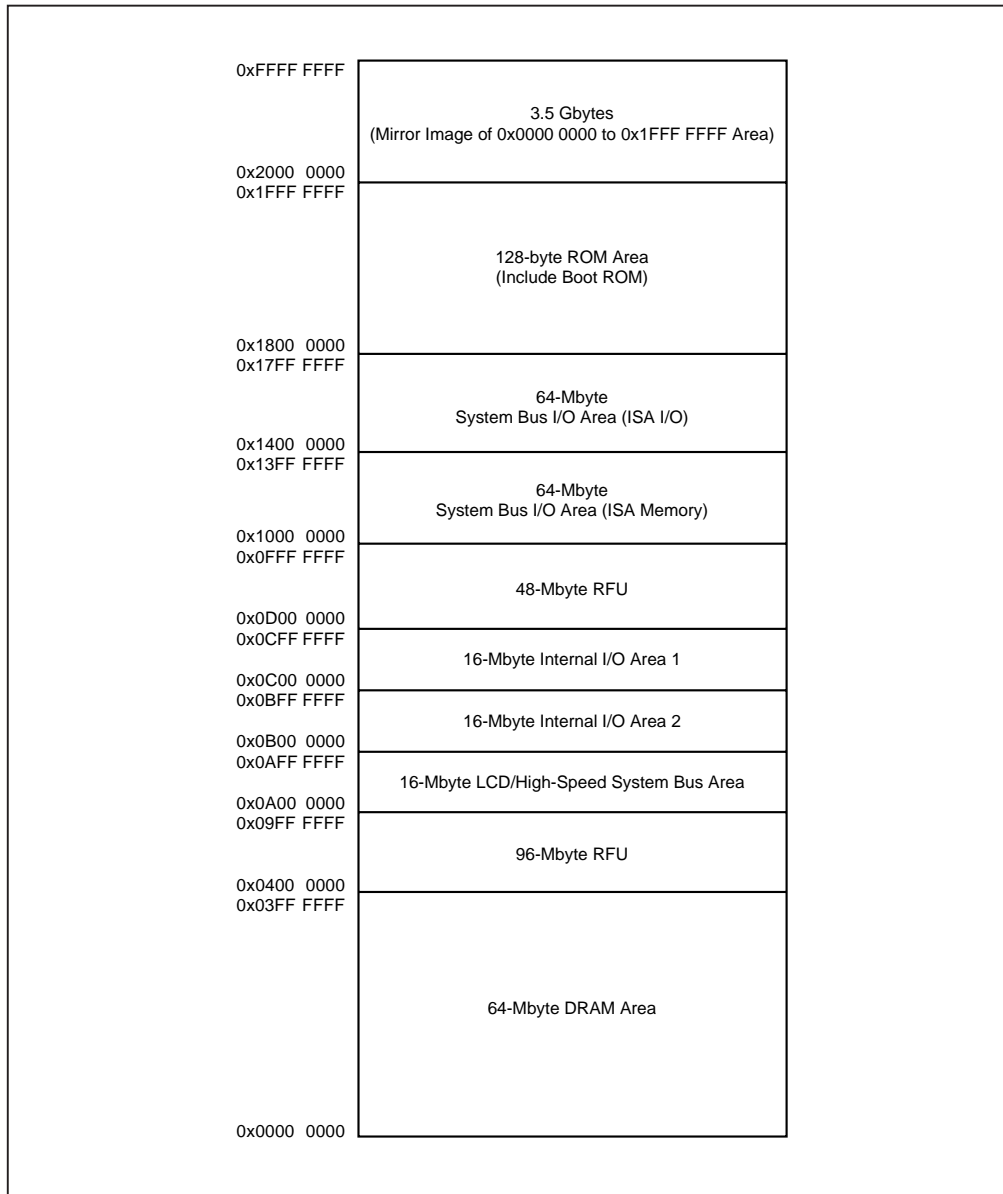 0xFFFF FFFF
3.5 Gbytes
(Mirror Image of 0x0000 0000 to 0x1FFF FFFF Area)
0x2000 0000
0x1FFF FFFF
128-byte ROM Area
(Include Boot ROM)
0x1800 0000
0x17FF FFFF
64-Mbyte
System Bus I/O Area (ISA I/O)
0x1400 0000
0x13FF FFFF
64-Mbyte
System Bus I/O Area (ISA Memory)
0x1000 0000
0x0FFF FFFF
48-Mbyte RFU
0x0D00 0000
0x0CFF FFFF
16-Mbyte Internal I/O Area 1
0x0C00 0000
0x0BFF FFFF
16-Mbyte Internal I/O Area 2
0x0B00 0000
0x0AFF FFFF
16-Mbyte LCD/High-Speed System Bus Area
0x0A00 0000
0x09FF FFFF
96-Mbyte RFU
0x0400 0000
0x03FF FFFF
64-Mbyte DRAM Area
0x0000 0000